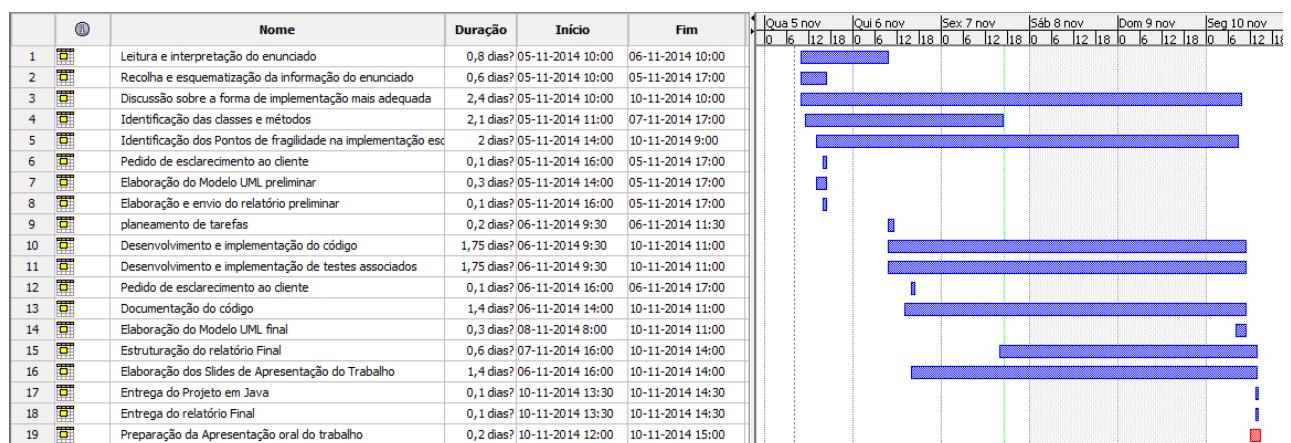 Nome Duração Início Fim Qua 5 nov Qui 6 nov Sex 7 nov Sáb 8 nov Dom 9 nov Seg 10 nov
0 6 12 18 0 6 12 18 0 6 12 18 0 6 12 18 0 6 12 18 0 6 12 18
1 Leitura e interpretação do enunciado 0,8 dias? 05-11-2014 10:00 06-11-2014 10:00
2 Recolha e esquematização da informação do enunciado 0,6 dias? 05-11-2014 10:00 05-11-2014 17:00
3 Discussão sobre a forma de implementação mais adequada 2,4 dias? 05-11-2014 10:00 10-11-2014 10:00
4 Identificação das classes e métodos 2,1 dias? 05-11-2014 11:00 07-11-2014 17:00
5 Identificação dos Pontos de fragilidade na implementação esc 2 dias? 05-11-2014 14:00 10-11-2014 9:00
6 Pedido de esclarecimento ao cliente 0,1 dias? 05-11-2014 16:00 05-11-2014 17:00
7 Elaboração do Modelo UML preliminar 0,3 dias? 05-11-2014 14:00 05-11-2014 17:00
8 Elaboração e envio do relatório preliminar 0,1 dias? 05-11-2014 16:00 05-11-2014 17:00
9 planeamento de tarefas 0,2 dias? 06-11-2014 9:30 06-11-2014 11:30
10 Desenvolvimento e implementação do código 1,75 dias? 06-11-2014 9:30 10-11-2014 11:00
11 Desenvolvimento e implementação de testes associados 1,75 dias? 06-11-2014 9:30 10-11-2014 11:00
12 Pedido de esclarecimento ao cliente 0,1 dias? 06-11-2014 16:00 06-11-2014 17:00
13 Documentação do código 1,4 dias? 06-11-2014 14:00 10-11-2014 11:00
14 Elaboração do Modelo UML final 0,3 dias? 08-11-2014 8:00 10-11-2014 11:00
15 Estruturação do relatório Final 0,6 dias? 07-11-2014 16:00 10-11-2014 14:00
16 Elaboração dos Slides de Apresentação do Trabalho 1,4 dias? 06-11-2014 16:00 10-11-2014 14:00
17 Entrega do Projeto em Java 0,1 dias? 10-11-2014 13:30 10-11-2014 14:30
18 Entrega do relatório Final 0,1 dias? 10-11-2014 13:30 10-11-2014 14:30
19 Preparação da Apresentação oral do trabalho 0,2 dias? 10-11-2014 12:00 10-11-2014 15:00